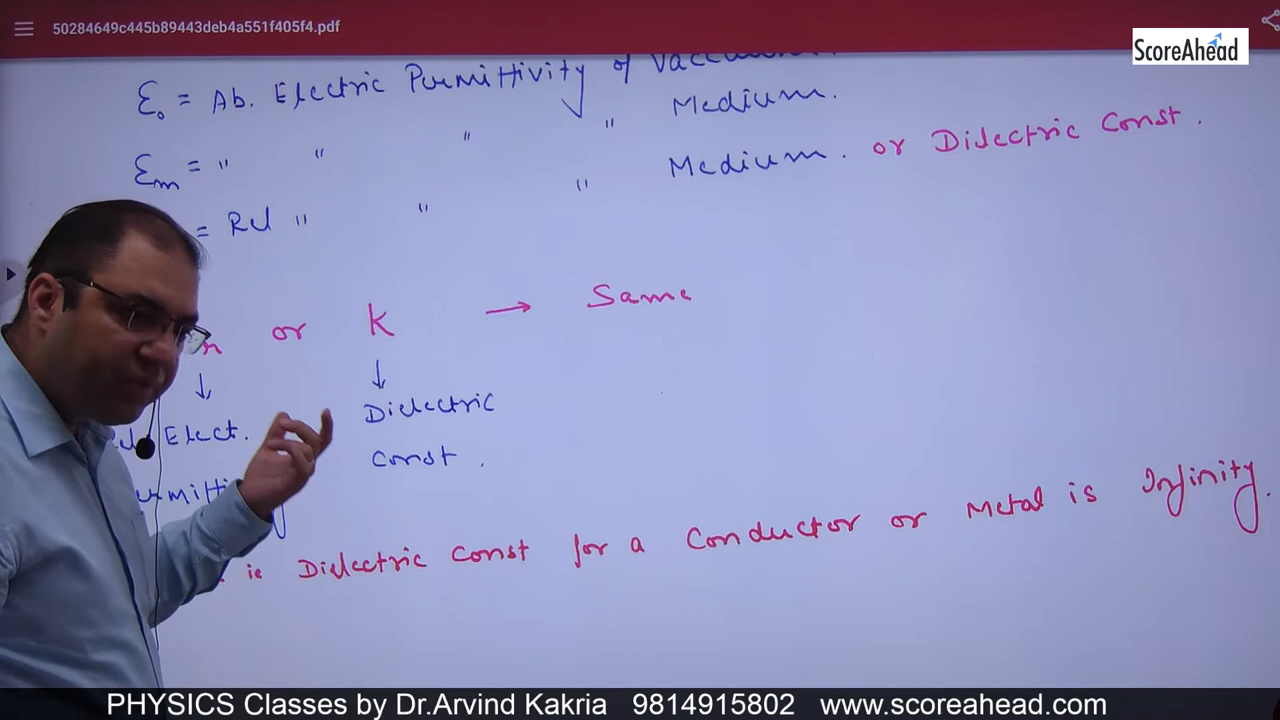 50284649c445b89443deb4a551f405f4.pdf
ScoreAhead
ε₀ = Ab. Electric Permittivity of
εm = " " " " Medium.
= Rel " " " Medium. or Dielectric Const.
or K → Same
↓ ↓
Elect. Dielectric
Const.
ie Dielectric Const for a Conductor or Metal is Infinity.
PHYSICS Classes by Dr.Arvind Kakria 9814915802 www.scoreahead.com